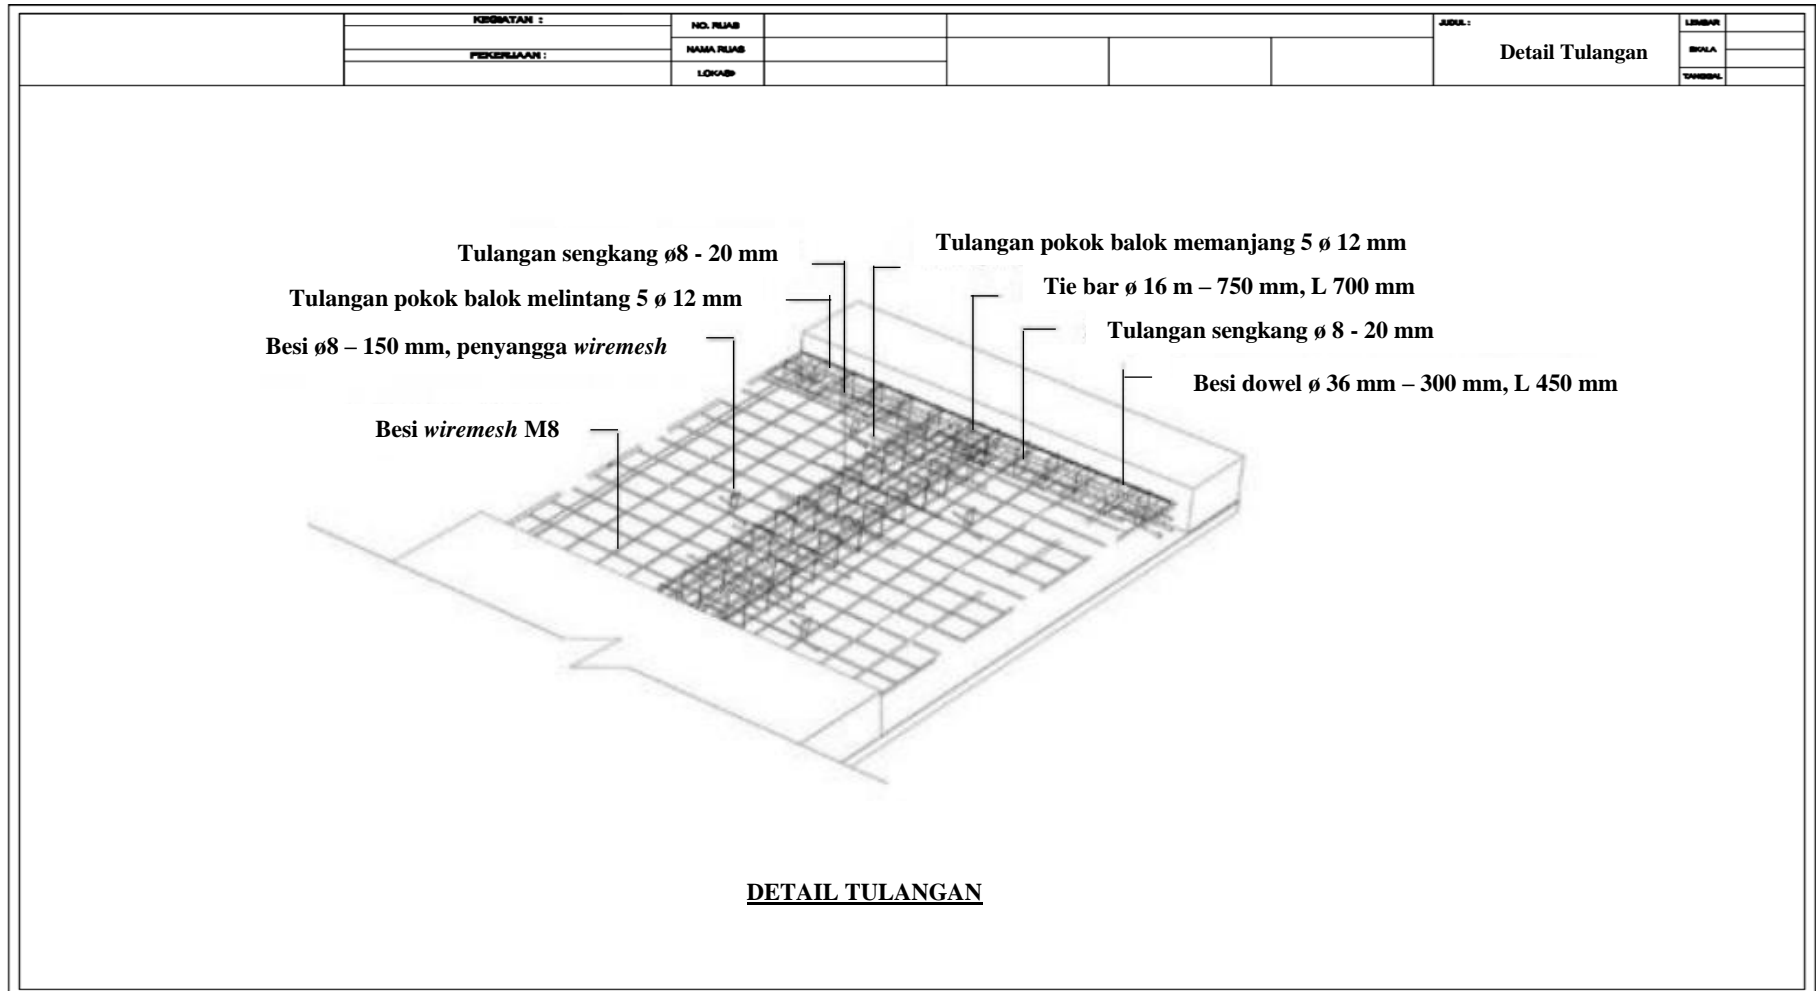 KEGIATAN :
PEKERJAAN :
NO. RUAS
NAMA RUAS
LOKASI
JUDUL :
Detail Tulangan
LEMBAR
SKALA
TANGGAL
Tulangan sengkang ø8 - 20 mm
Tulangan pokok balok memanjang 5 ø 12 mm
Tulangan pokok balok melintang 5 ø 12 mm
Tie bar ø 16 m – 750 mm, L 700 mm
Besi ø8 – 150 mm, penyangga wiremesh
Tulangan sengkang ø 8 - 20 mm
Besi dowel ø 36 mm – 300 mm, L 450 mm
Besi wiremesh M8
DETAIL TULANGAN